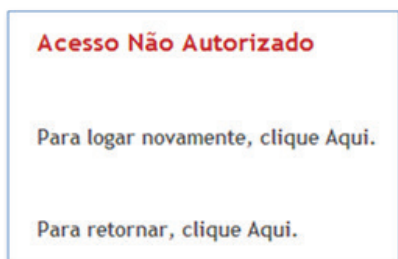 Acesso Não Autorizado
Para logar novamente, clique Aqui.
Para retornar, clique Aqui.